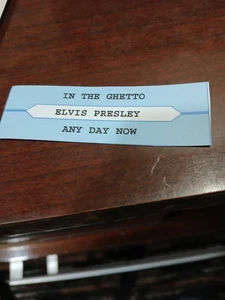 IN THE GHETTO
ELVIS PRESLEY
ANY DAY NOW